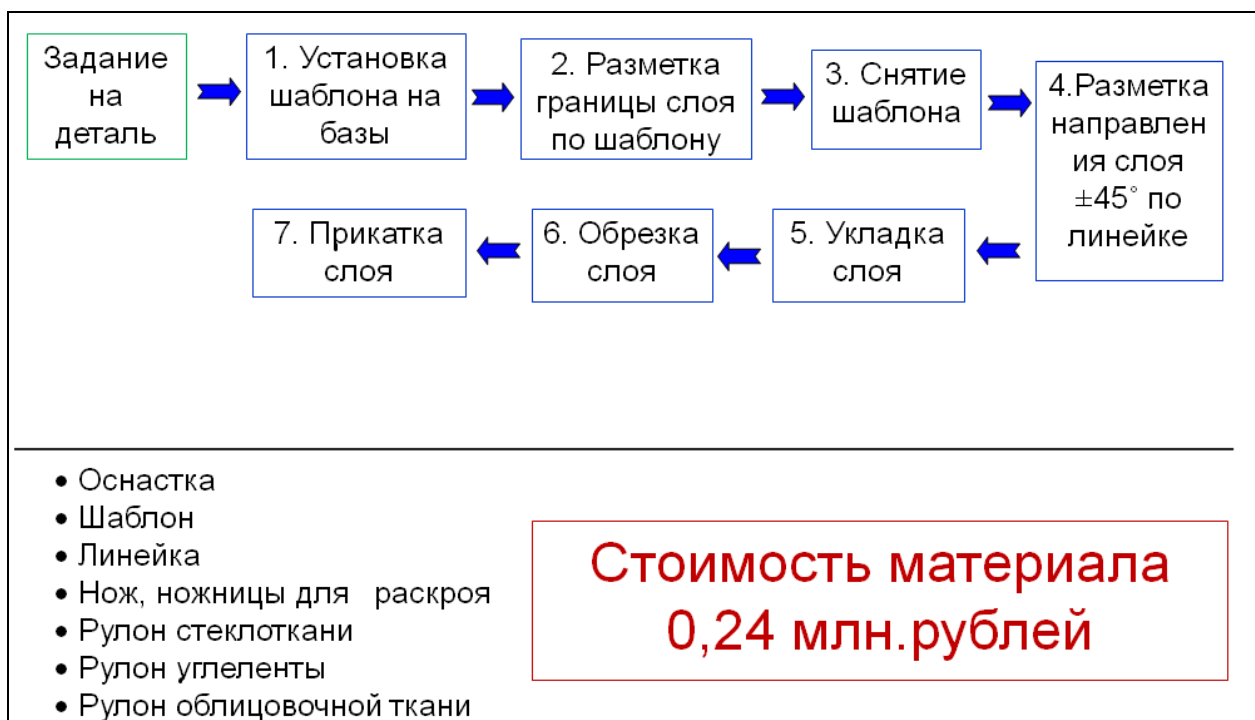 Задание
на
деталь
1. Установка
шаблона на
базы
2. Разметка
границы слоя
по шаблону
3. Снятие
шаблона
4.Разметка
направлен
ия слоя
±45° по
линейке
5. Укладка
слоя
6. Обрезка
слоя
7. Прикатка
слоя
• Оснастка
• Шаблон
• Линейка
• Нож, ножницы для раскроя
• Рулон стеклоткани
• Рулон углеленты
• Рулон облицовочной ткани
Стоимость материала
0,24 млн.рублей